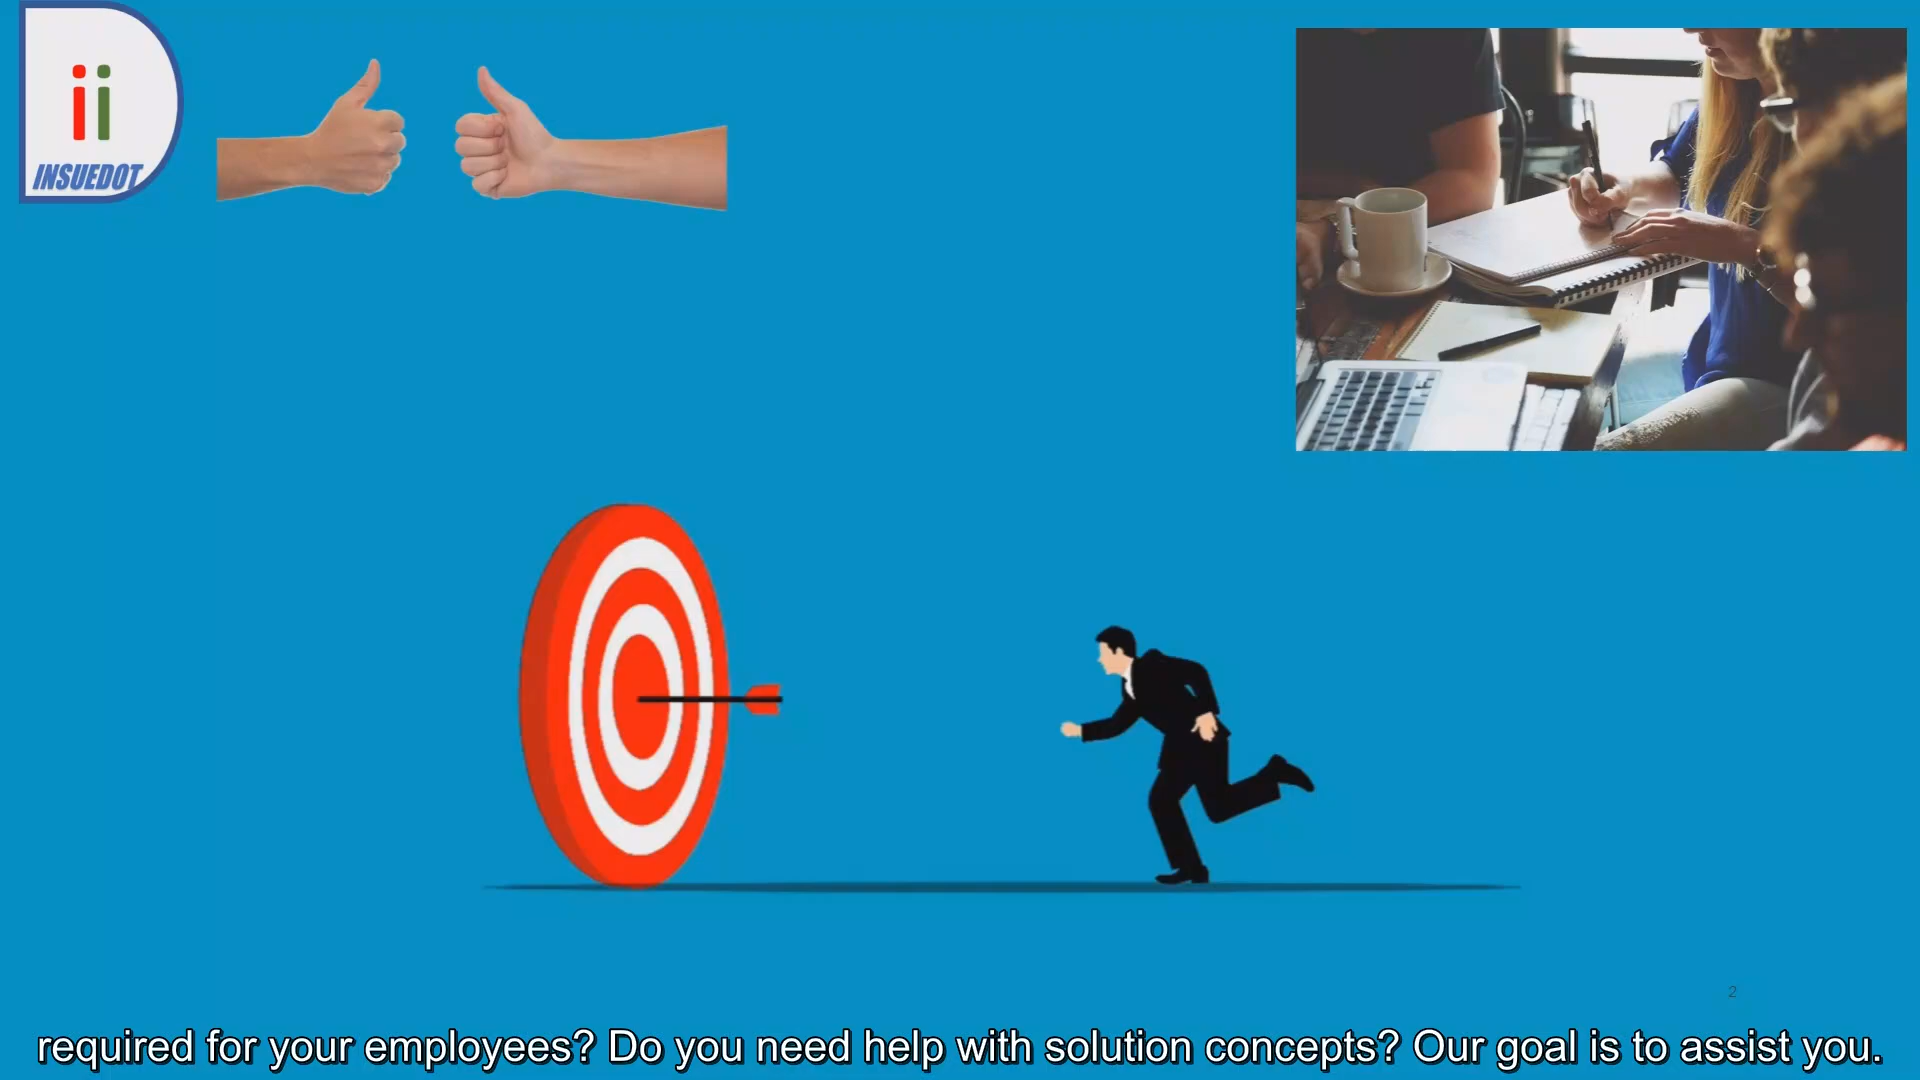 ii
INSUEDOT
2
required for your employees? Do you need help with solution concepts? Our goal is to assist you.